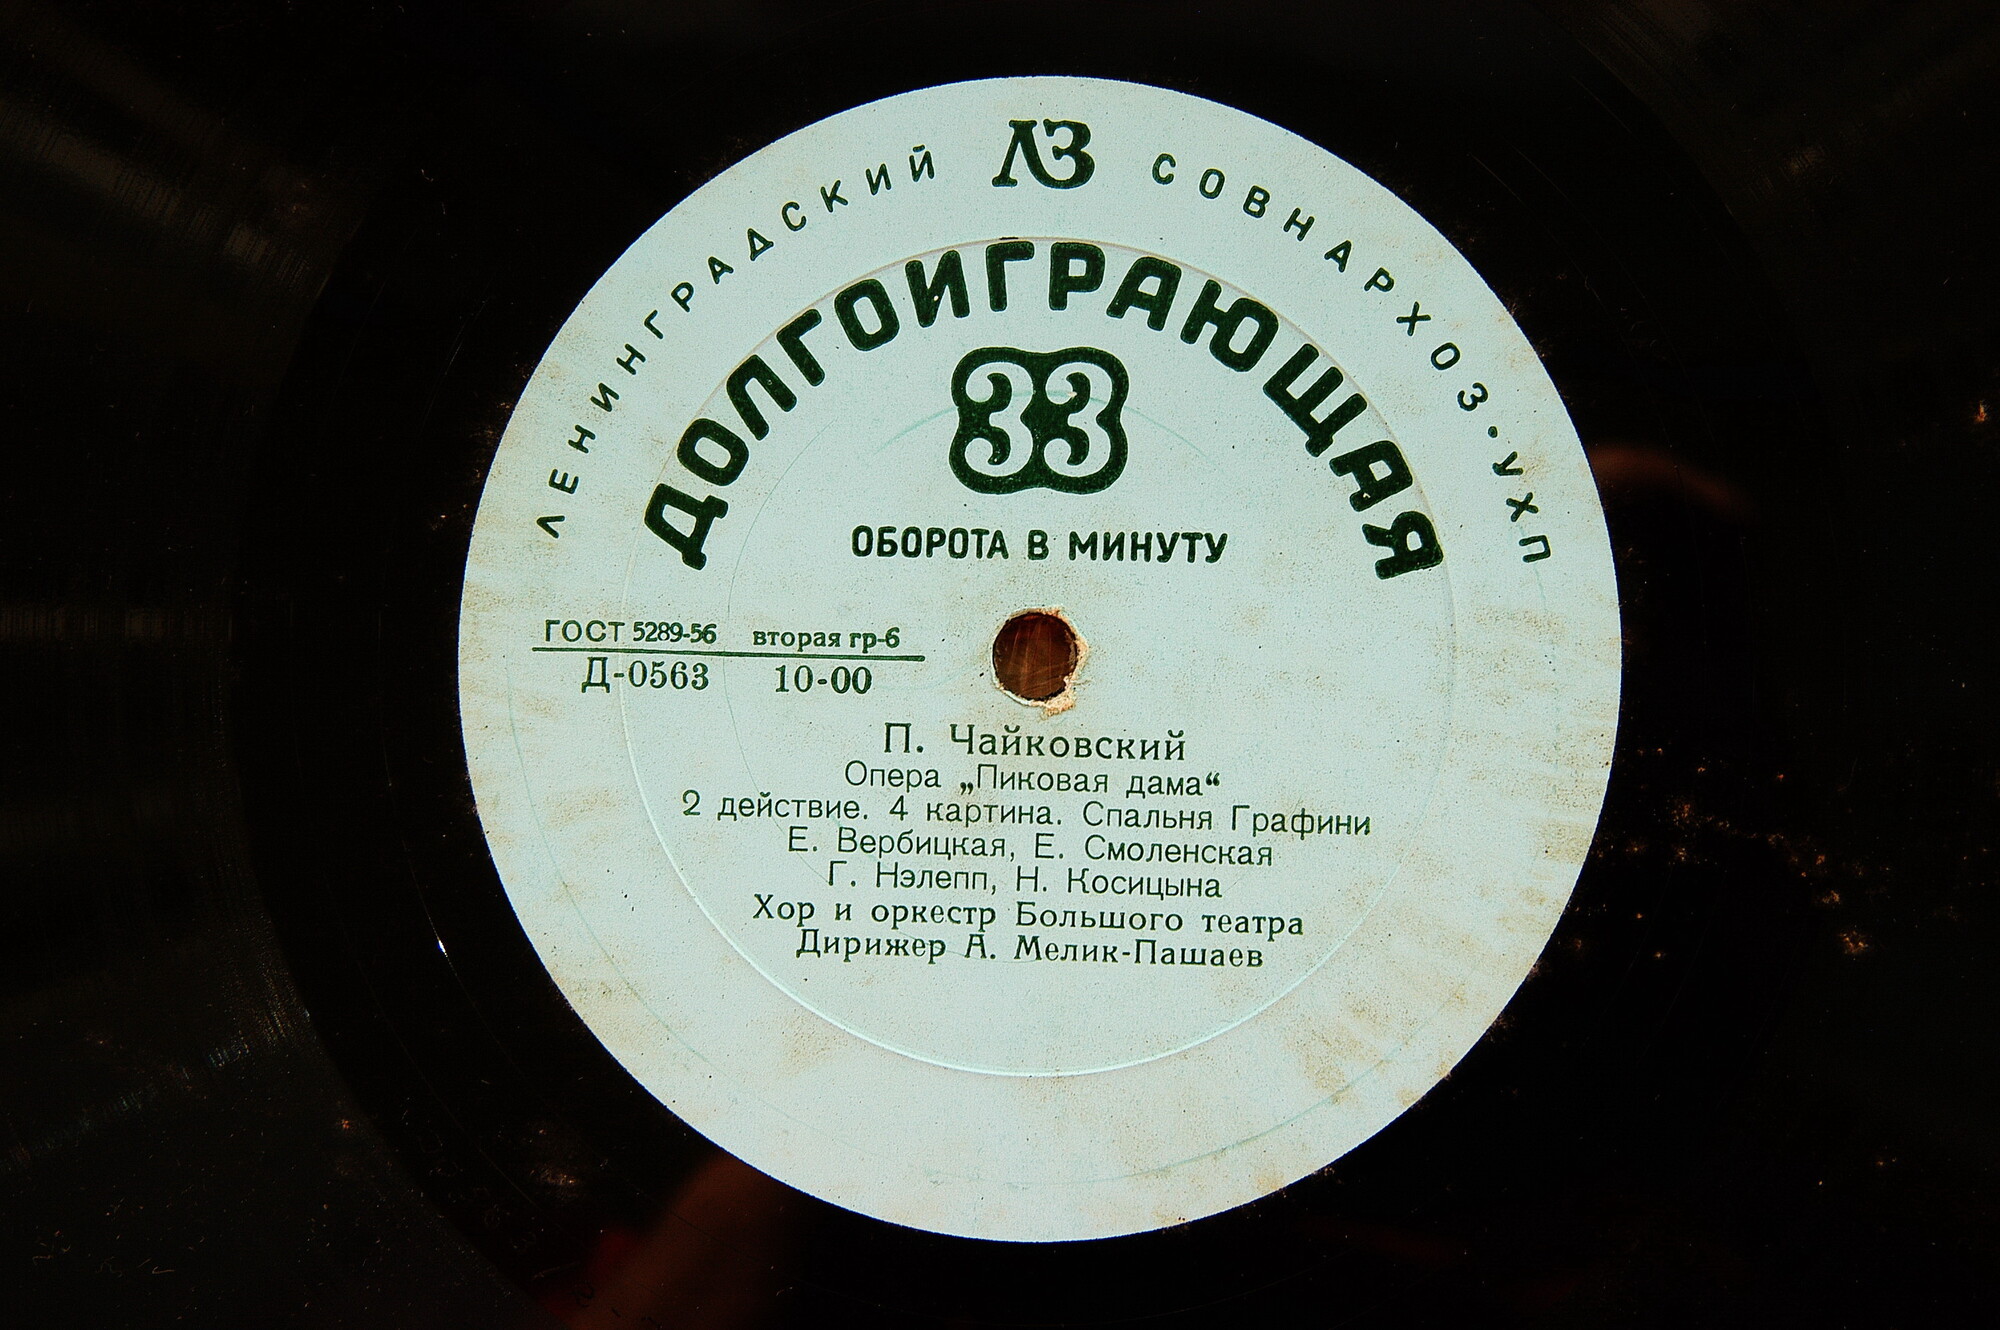 ЛЕНИНГРАДСКИЙ ЛЗ СОВНАРХОЗ·УХП
ДОЛГОИГРАЮЩАЯ
33
ОБОРОТА В МИНУТУ
ГОСТ 5289-56 вторая гр-6
Д-0563 10-00
П. Чайковский
Опера „Пиковая дама“
2 действие. 4 картина. Спальня Графини
Е. Вербицкая, Е. Смоленская
Г. Нэлепп, Н. Косицына
Хор и оркестр Большого театра
Дирижер А. Мелик-Пашаев